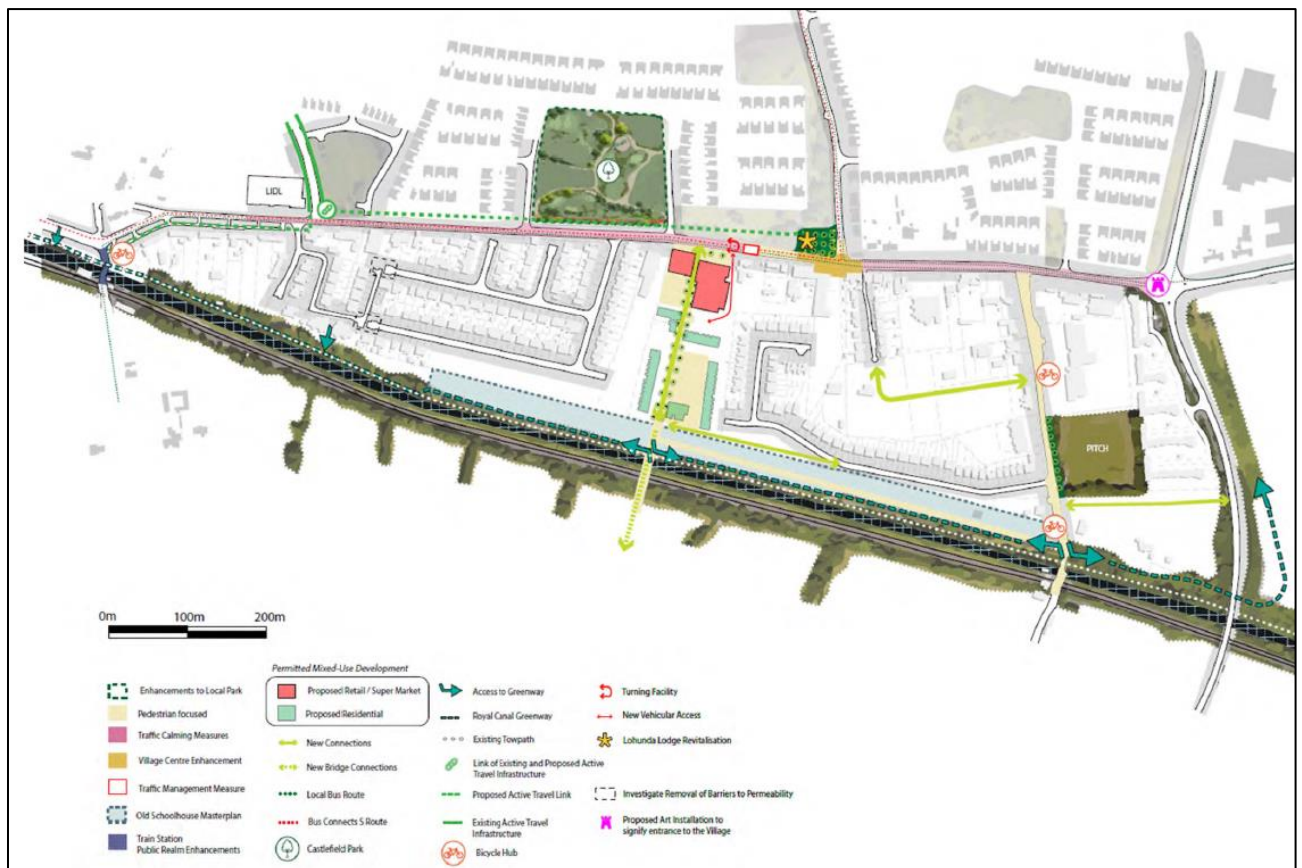 LIDL
PITCH
0m 100m 200m
Permitted Mixed-Use Development
Enhancements to Local Park
Pedestrian focused
Traffic Calming Measures
Village Centre Enhancement
Traffic Management Measure
Old Schoolhouse Masterplan
Train Station
Public Realm Enhancements
Proposed Retail / Super Market
Proposed Residential
New Connections
New Bridge Connections
Local Bus Route
Bus Connects S Route
Castlefield Park
Access to Greenway
Royal Canal Greenway
Existing Towpath
Link of Existing and Proposed Active
Travel Infrastructure
Proposed Active Travel Link
Existing Active Travel
Infrastructure
Bicycle Hub
Turning Facility
New Vehicular Access
Lohunda Lodge Revitalisation
Investigate Removal of Barriers to Permeability
Proposed Art Installation to
signify entrance to the Village